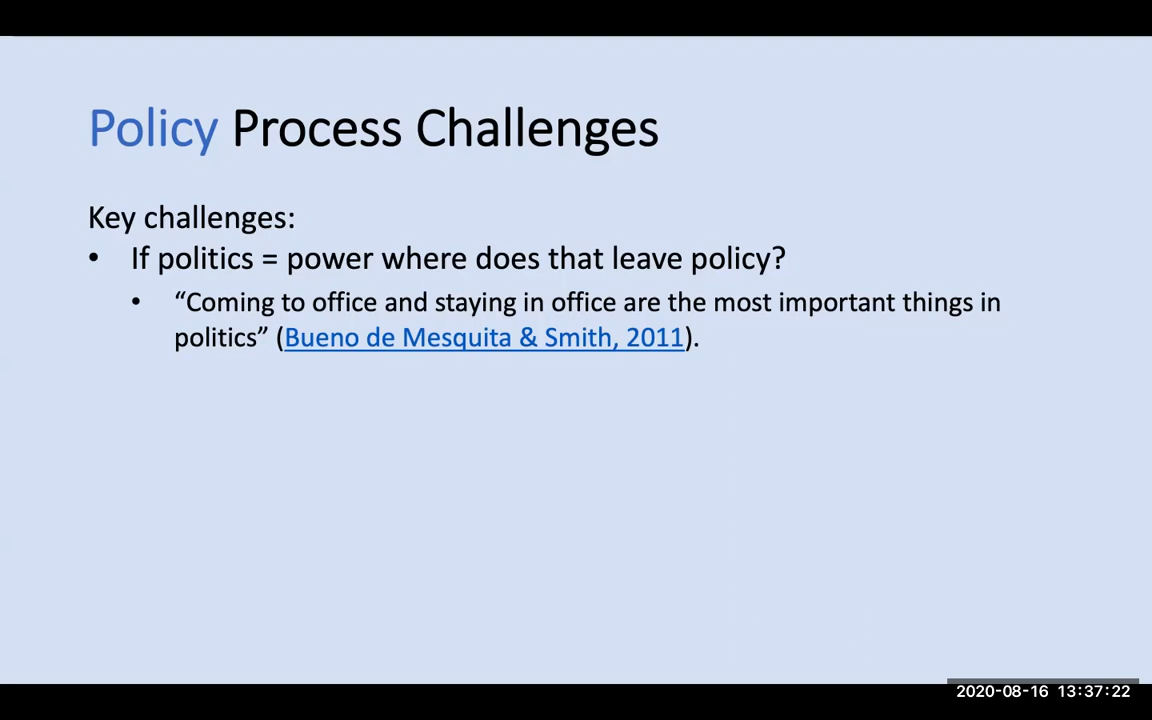 Policy Process Challenges
Key challenges:
• If politics = power where does that leave policy?
• “Coming to office and staying in office are the most important things in
politics” (Bueno de Mesquita & Smith, 2011).
2020-08-16 13:37:22